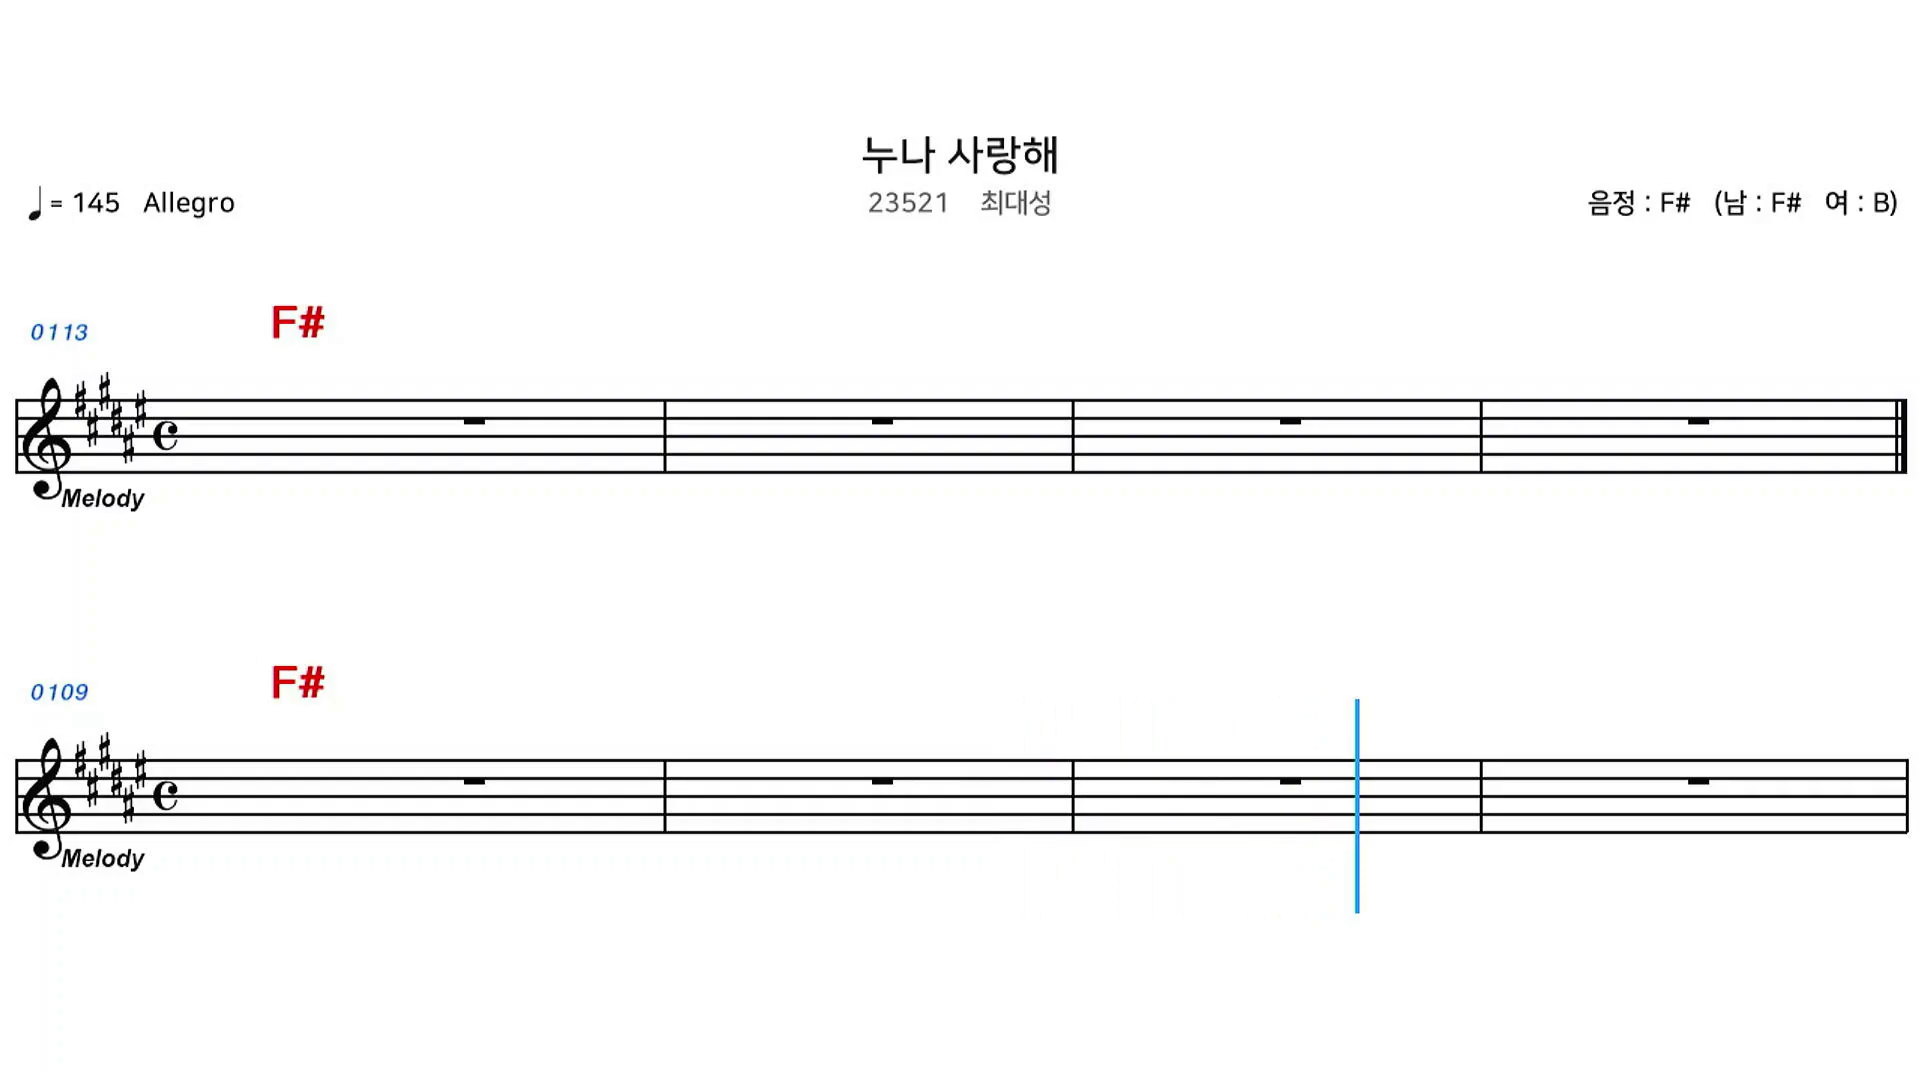 누나 사랑해
♩= 145 Allegro
23521 최대성
음정 : F# (남 : F# 여 : B)
0113
F#
Melody
0109
F#
Melody